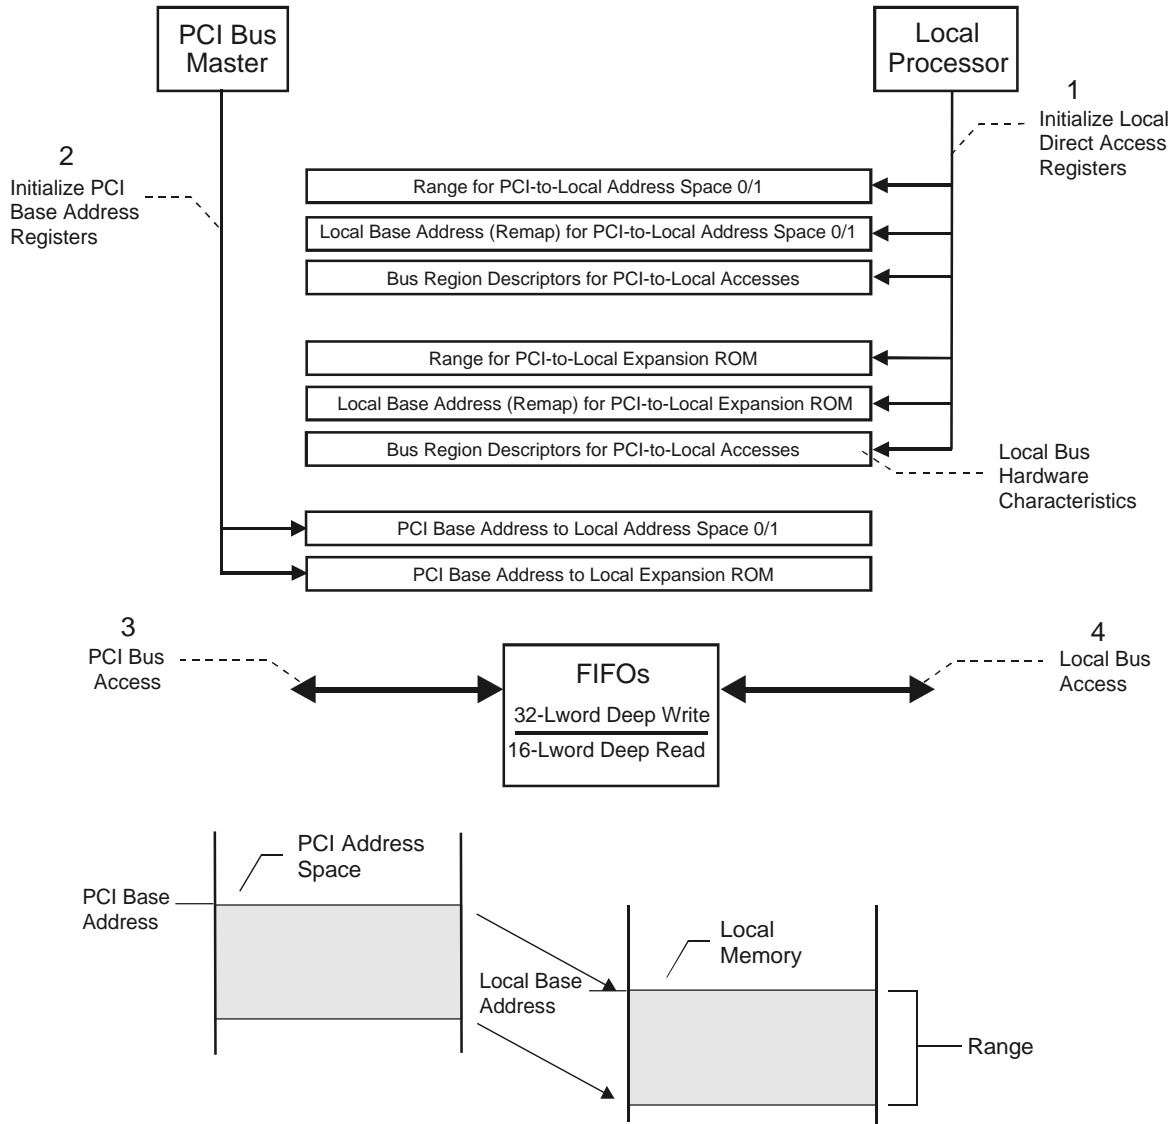 PCI Bus
Master
Local
Processor
1
Initialize Local
Direct Access
Registers
2
Initialize PCI
Base Address
Registers
Range for PCI-to-Local Address Space 0/1
Local Base Address (Remap) for PCI-to-Local Address Space 0/1
Bus Region Descriptors for PCI-to-Local Accesses
Range for PCI-to-Local Expansion ROM
Local Base Address (Remap) for PCI-to-Local Expansion ROM
Bus Region Descriptors for PCI-to-Local Accesses
Local Bus
Hardware
Characteristics
PCI Base Address to Local Address Space 0/1
PCI Base Address to Local Expansion ROM
3
PCI Bus
Access
FIFOs
32-Lword Deep Write
16-Lword Deep Read
4
Local Bus
Access
PCI Address
Space
PCI Base
Address
Local
Memory
Local Base
Address
Range